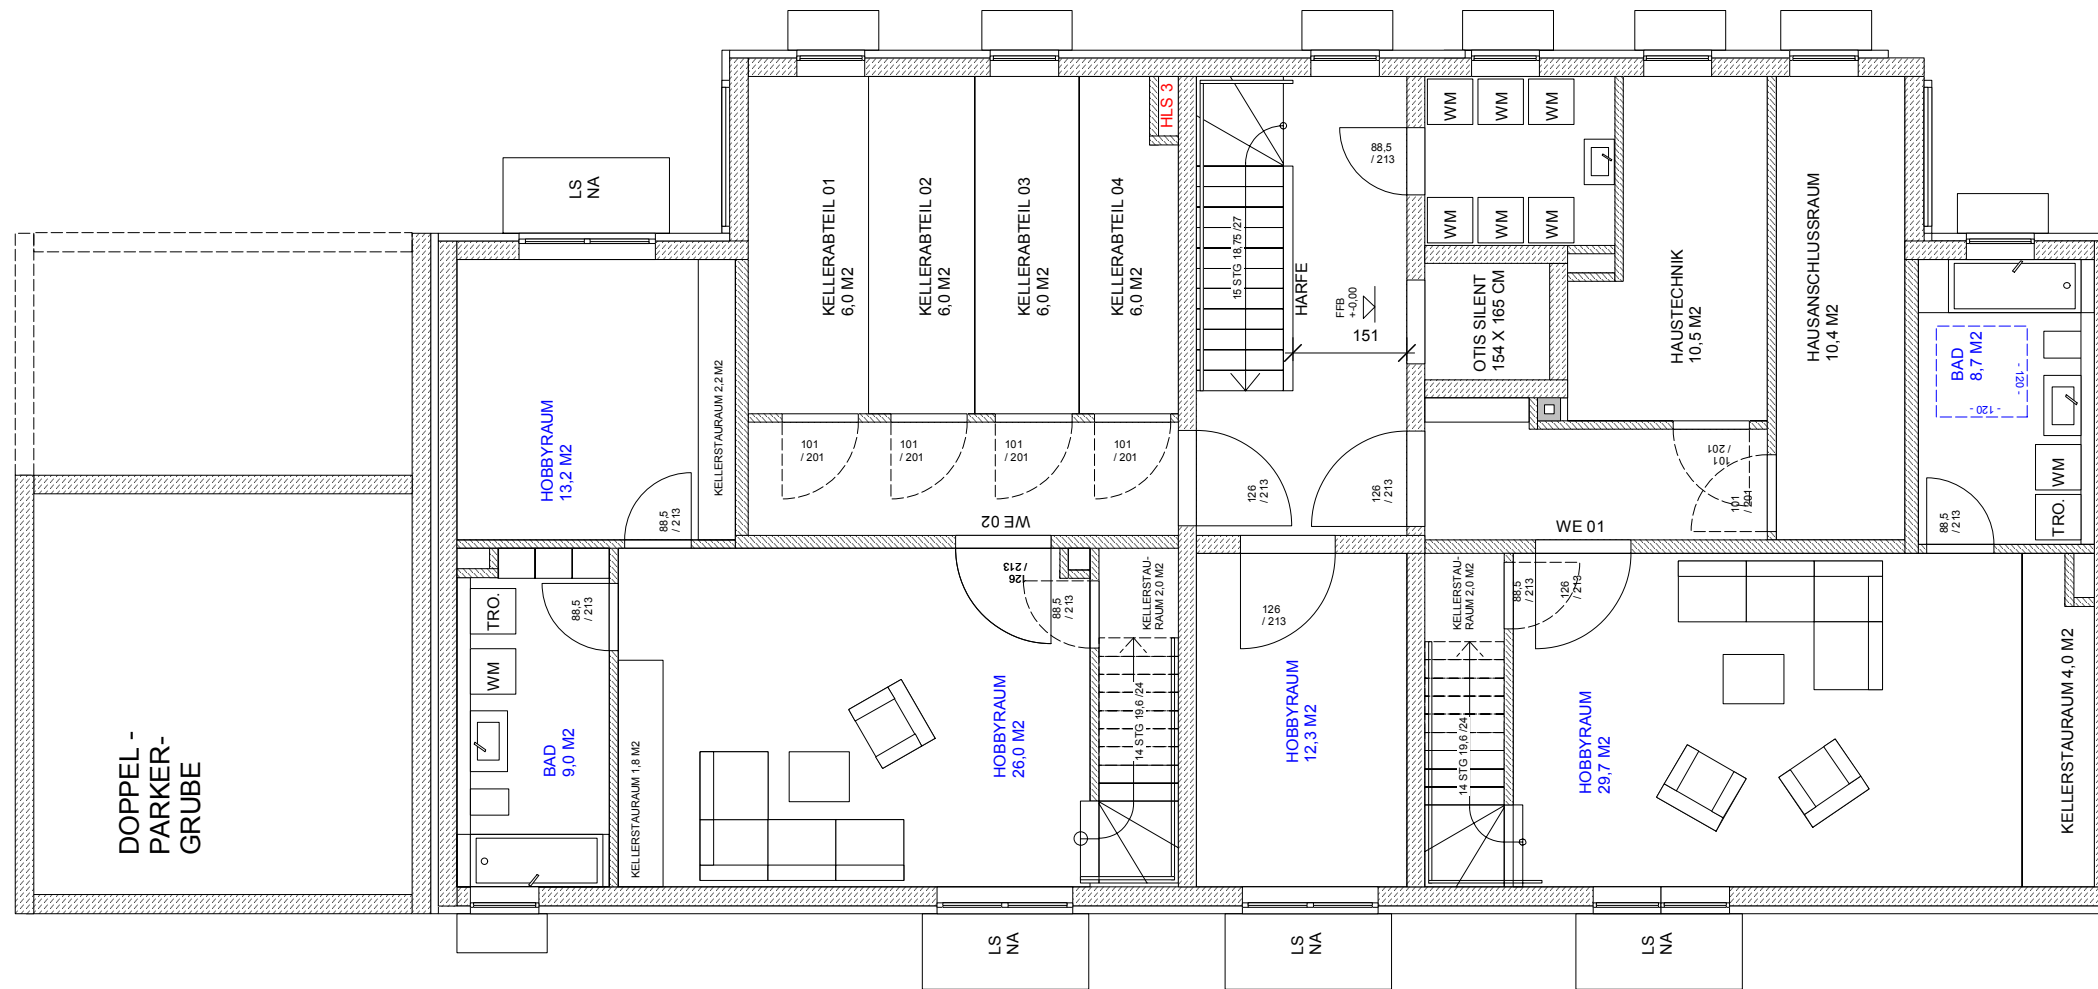 DOPPEL -
PARKER-
GRUBE
LS
NA
HOBBYRAUM
13,2 M2
KELLERSTAURAUM 2,2 M2
88,5
/ 213
KELLERABTEIL 01
6,0 M2
KELLERABTEIL 02
6,0 M2
KELLERABTEIL 03
6,0 M2
KELLERABTEIL 04
6,0 M2
HLS 3
101
/ 201
101
/ 201
101
/ 201
101
/ 201
WE 02
15 STG 18,75 /27
HARFE
FFB
+-0,00
151
88,5
/ 213
126
/ 213
126
/ 213
WM
WM
WM
WM
WM
WM
OTIS SILENT
154 X 165 CM
HAUSTECHNIK
10,5 M2
HAUSANSCHLUSSRAUM
10,4 M2
101
/ 201
101
/ 201
WE 01
BAD
8,7 M2
- 120 -
- 120 -
WM
TRO.
88,5
/ 213
TRO.
WM
BAD
9,0 M2
88,5
/ 213
KELLERSTAURAUM 1,8 M2
HOBBYRAUM
26,0 M2
126
/ 213
88,5
/ 213
KELLERSTAU-
RAUM 2,0 M2
14 STG 19,6 /24
126
/ 213
HOBBYRAUM
12,3 M2
KELLERSTAU-
RAUM 2,0 M2
14 STG 19,6 /24
88,5
/ 213
126
/ 213
HOBBYRAUM
29,7 M2
KELLERSTAURAUM 4,0 M2
LS
NA
LS
NA
LS
NA